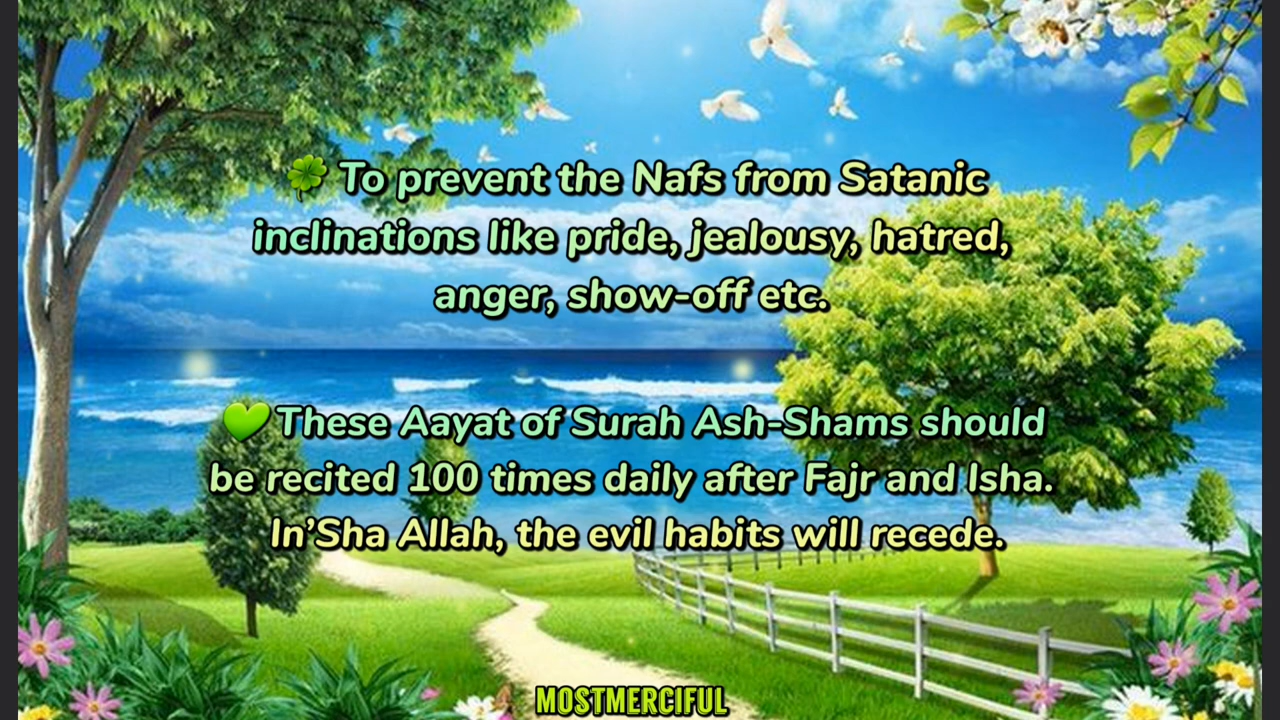 🍀 To prevent the Nafs from Satanic
inclinations like pride, jealousy, hatred,
anger, show-off etc.
💚These Aayat of Surah Ash-Shams should
be recited 100 times daily after Fajr and Isha.
In'Sha Allah, the evil habits will recede.
MOSTMERCIFUL